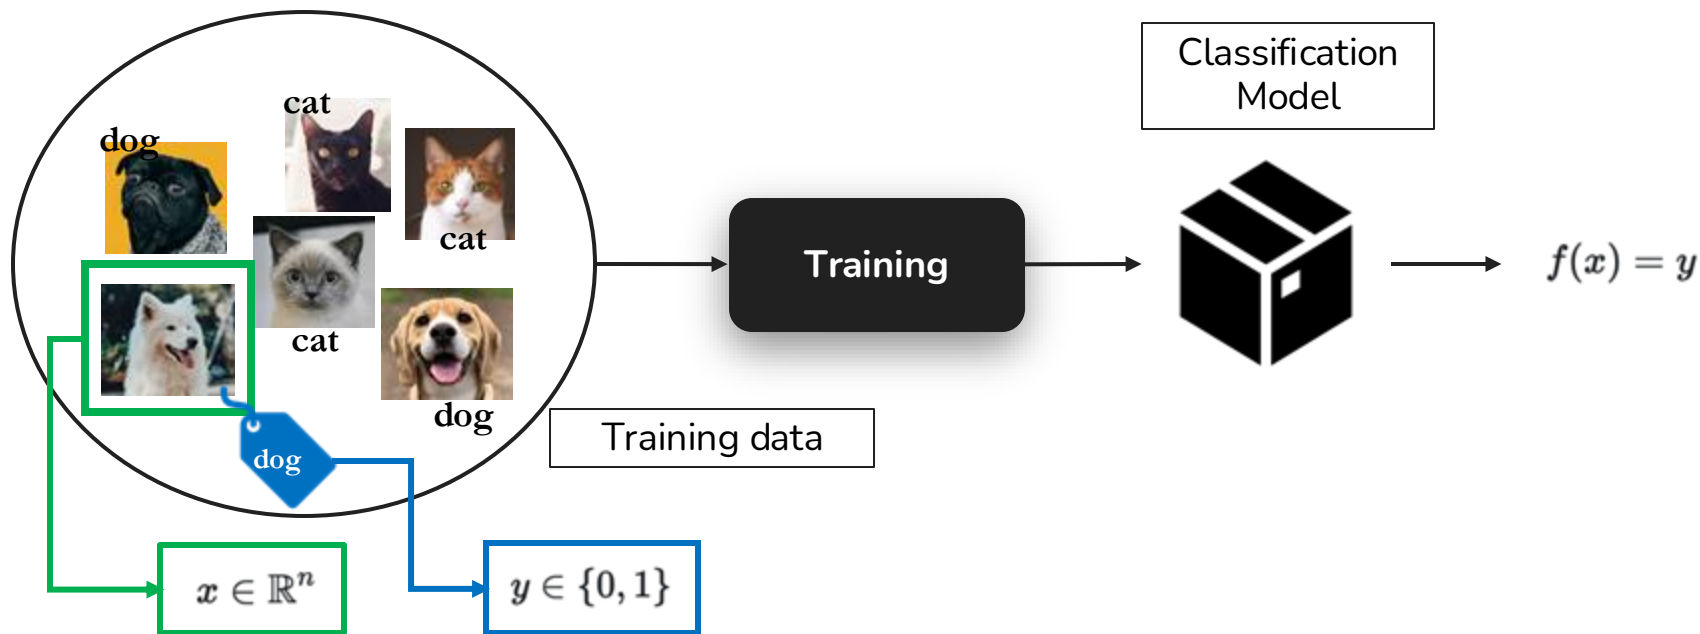 cat
dog
cat
cat
dog
dog
Training data
Training
Classification
Model
f(x) = y
x ∈ ℝⁿ
y ∈ {0, 1}